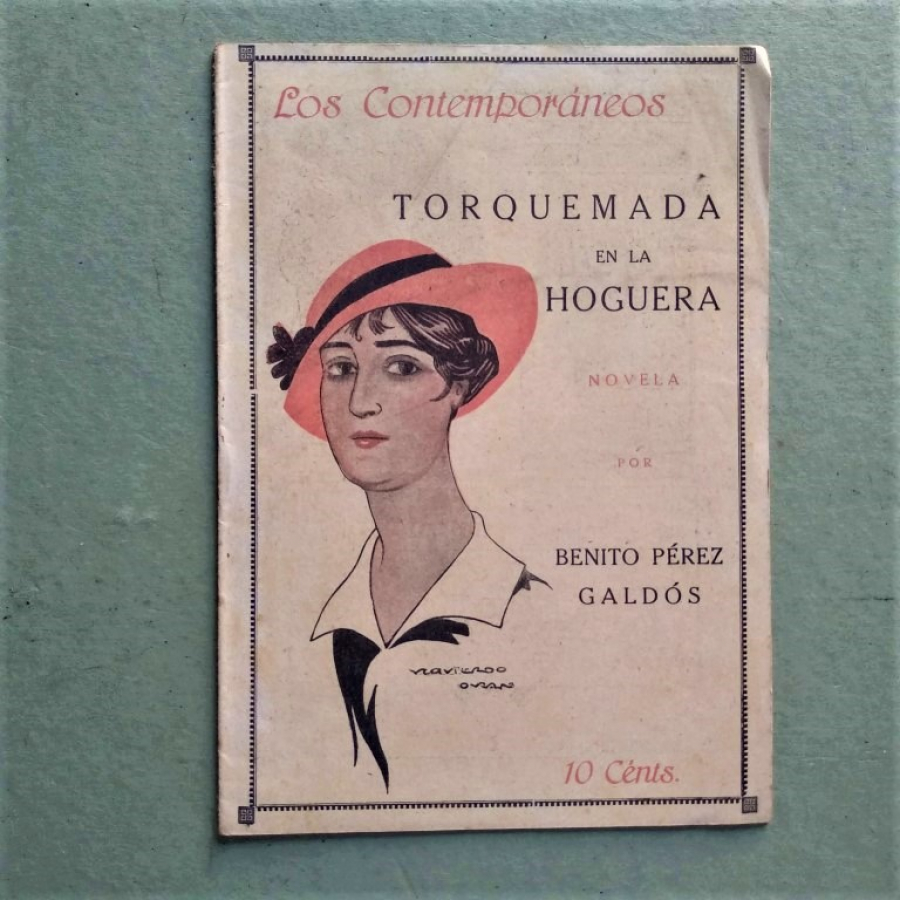 Los Contemporáneos
TORQUEMADA
EN LA
HOGUERA
NOVELA
POR
BENITO PÉREZ
GALDÓS
10 Cénts.